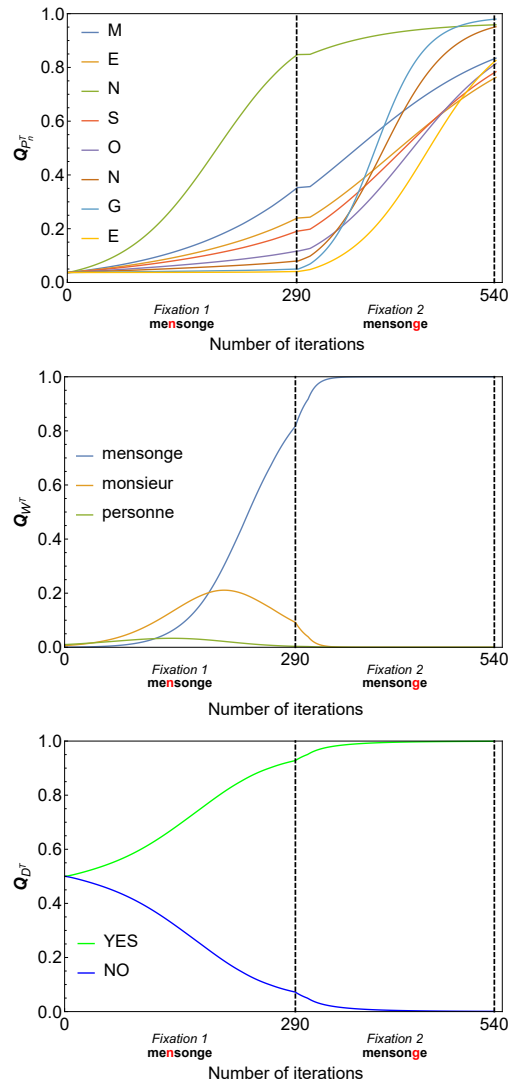 1.0
0.8
0.6
0.4
0.2
0.0
Q_{P_n^T}
M
E
N
S
O
N
G
E
0
290
540
Fixation 1
mensonge
Fixation 2
mensonge
Number of iterations
1.0
0.8
0.6
0.4
0.2
0.0
Q_{W^T}
mensonge
monsieur
personne
0
290
540
Fixation 1
mensonge
Fixation 2
mensonge
Number of iterations
1.0
0.8
0.6
0.4
0.2
0.0
Q_{D^T}
YES
NO
0
290
540
Fixation 1
mensonge
Fixation 2
mensonge
Number of iterations